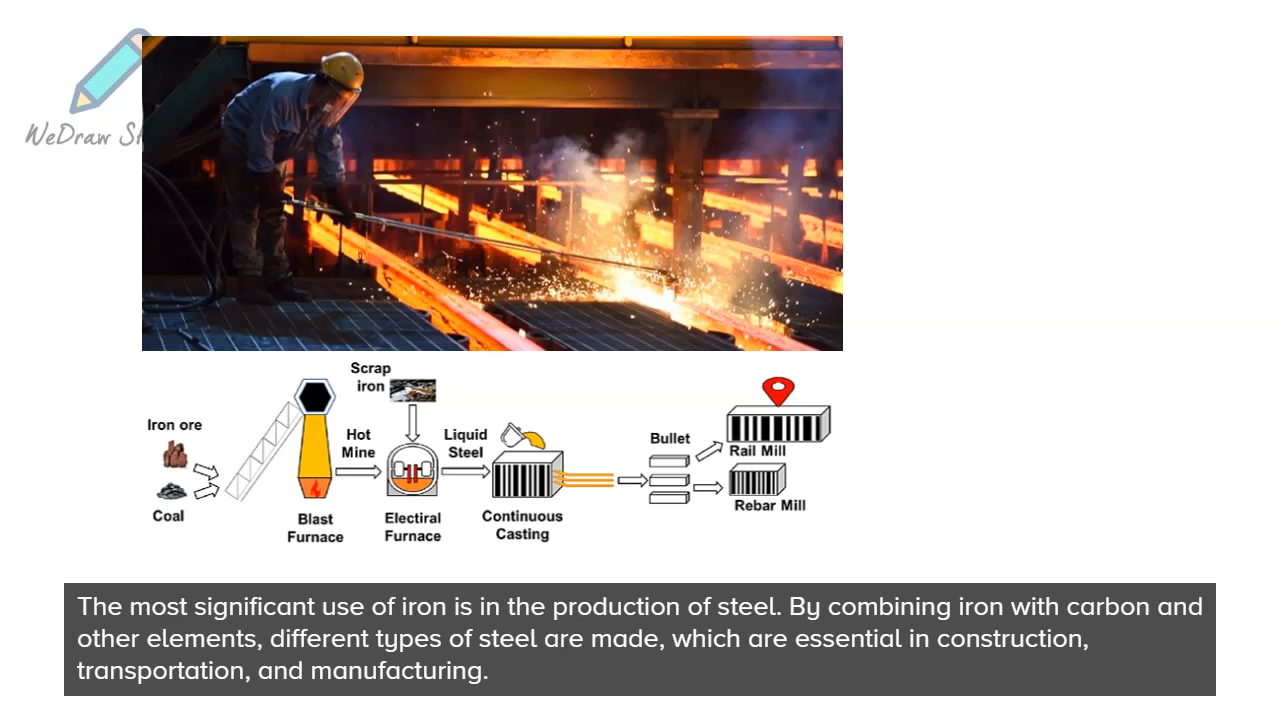 WeDraw
Scrap
iron
Iron ore
Hot
Mine
Liquid
Steel
Bullet
Rail Mill
Coal
Blast
Furnace
Electiral
Furnace
Continuous
Casting
Rebar Mill
The most significant use of iron is in the production of steel. By combining iron with carbon and
other elements, different types of steel are made, which are essential in construction,
transportation, and manufacturing.